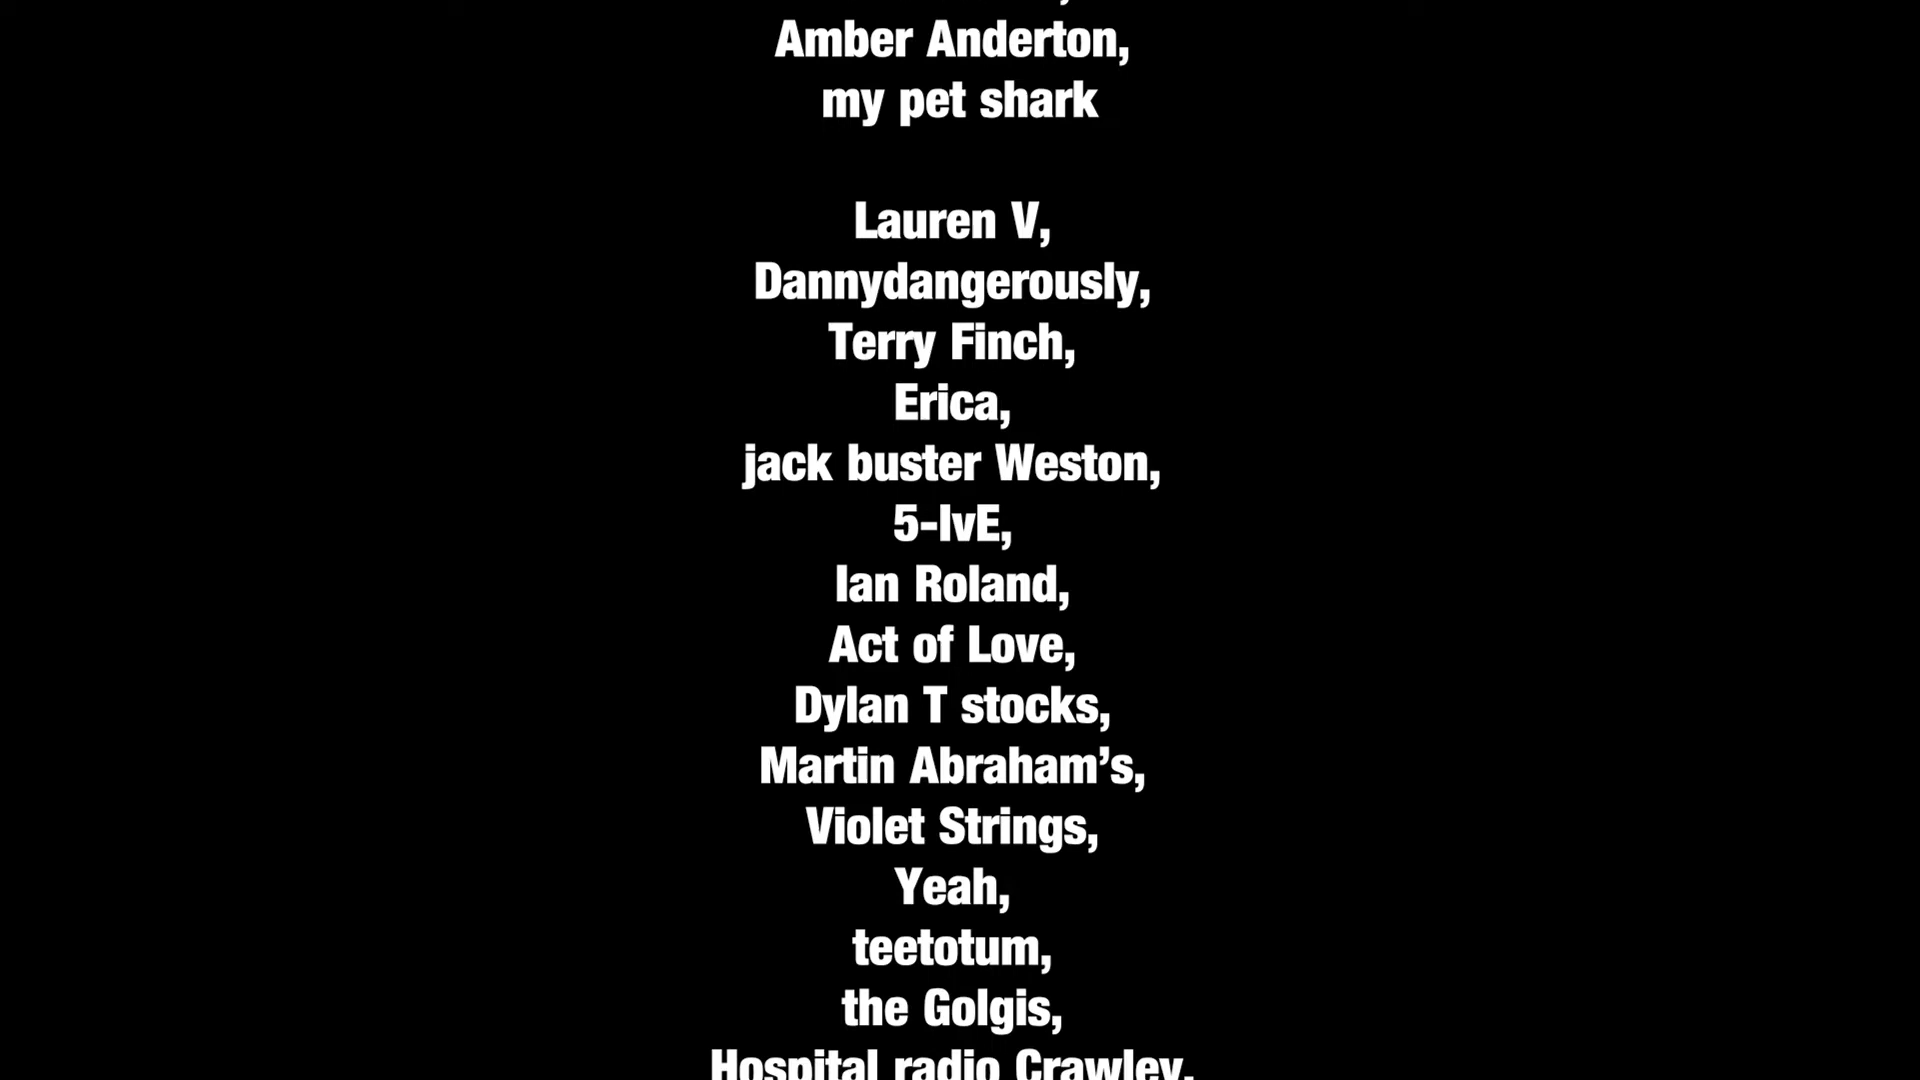 Amber Anderton,
my pet shark
Lauren V,
Dannydangerously,
Terry Finch,
Erica,
jack buster Weston,
5-IvE,
Ian Roland,
Act of Love,
Dylan T stocks,
Martin Abraham’s,
Violet Strings,
Yeah,
teetotum,
the Golgis,
Hospital radio Crawley,